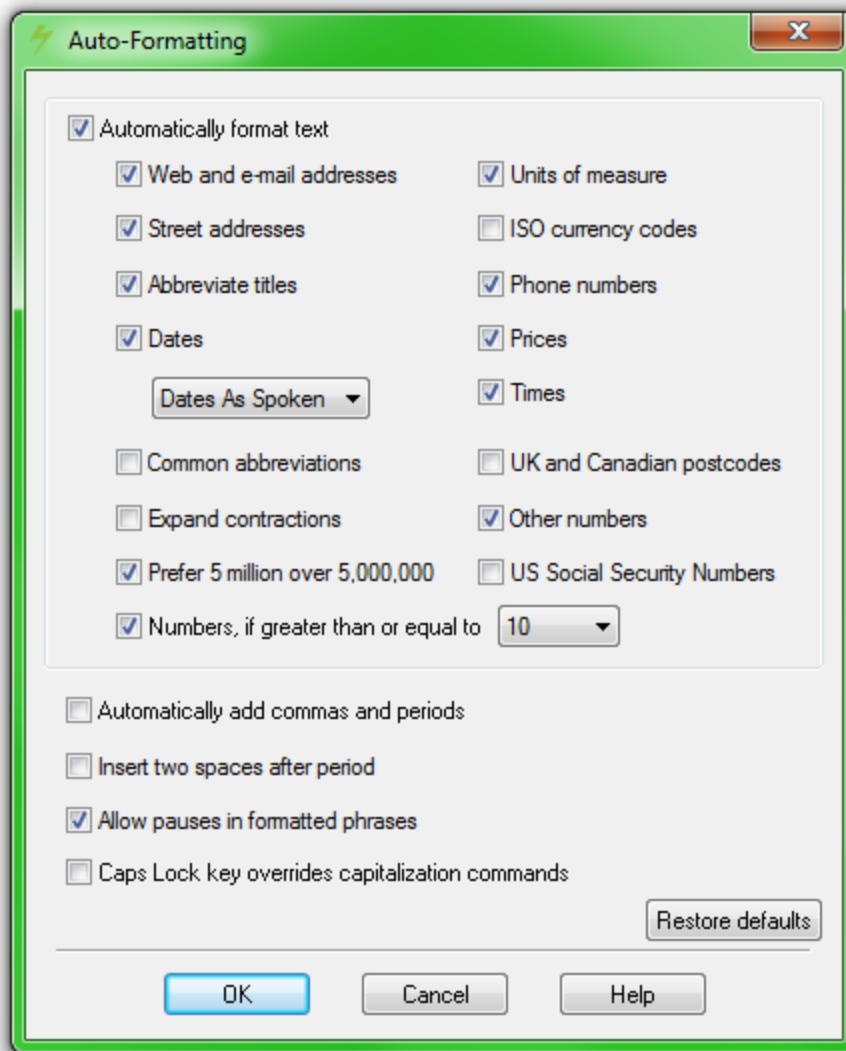 Auto-Formatting
Automatically format text
Web and e-mail addresses
Units of measure
Street addresses
ISO currency codes
Abbreviate titles
Phone numbers
Dates
Prices
Dates As Spoken
Times
Common abbreviations
UK and Canadian postcodes
Expand contractions
Other numbers
Prefer 5 million over 5,000,000
US Social Security Numbers
Numbers, if greater than or equal to 10
Automatically add commas and periods
Insert two spaces after period
Allow pauses in formatted phrases
Caps Lock key overrides capitalization commands
Restore defaults
OK Cancel Help